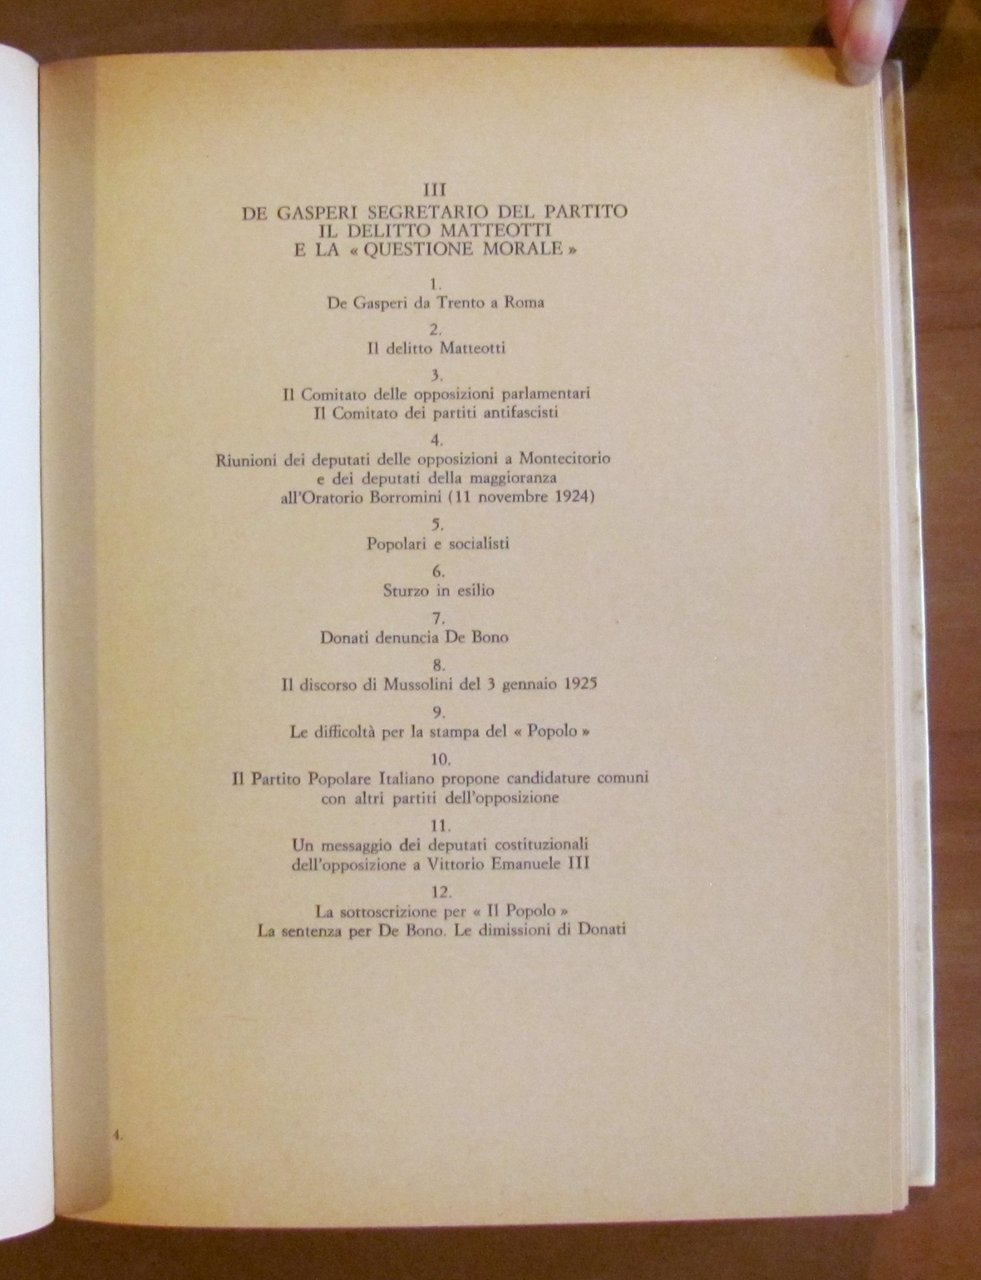 III
DE GASPERI SEGRETARIO DEL PARTITO
IL DELITTO MATTEOTTI
E LA « QUESTIONE MORALE »
1.
De Gasperi da Trento a Roma
2.
Il delitto Matteotti
3.
Il Comitato delle opposizioni parlamentari
Il Comitato dei partiti antifascisti
4.
Riunioni dei deputati delle opposizioni a Montecitorio
e dei deputati della maggioranza
all'Oratorio Borromini (11 novembre 1924)
5.
Popolari e socialisti
6.
Sturzo in esilio
7.
Donati denuncia De Bono
8.
Il discorso di Mussolini del 3 gennaio 1925
9.
Le difficoltà per la stampa del « Popolo »
10.
Il Partito Popolare Italiano propone candidature comuni
con altri partiti dell'opposizione
11.
Un messaggio dei deputati costituzionali
dell'opposizione a Vittorio Emanuele III
12.
La sottoscrizione per « Il Popolo »
La sentenza per De Bono. Le dimissioni di Donati
4.